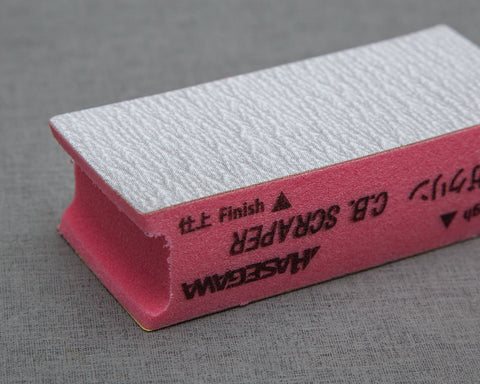 仕上 Finish ▲
HASEGAWA
C.B. SCRAPER